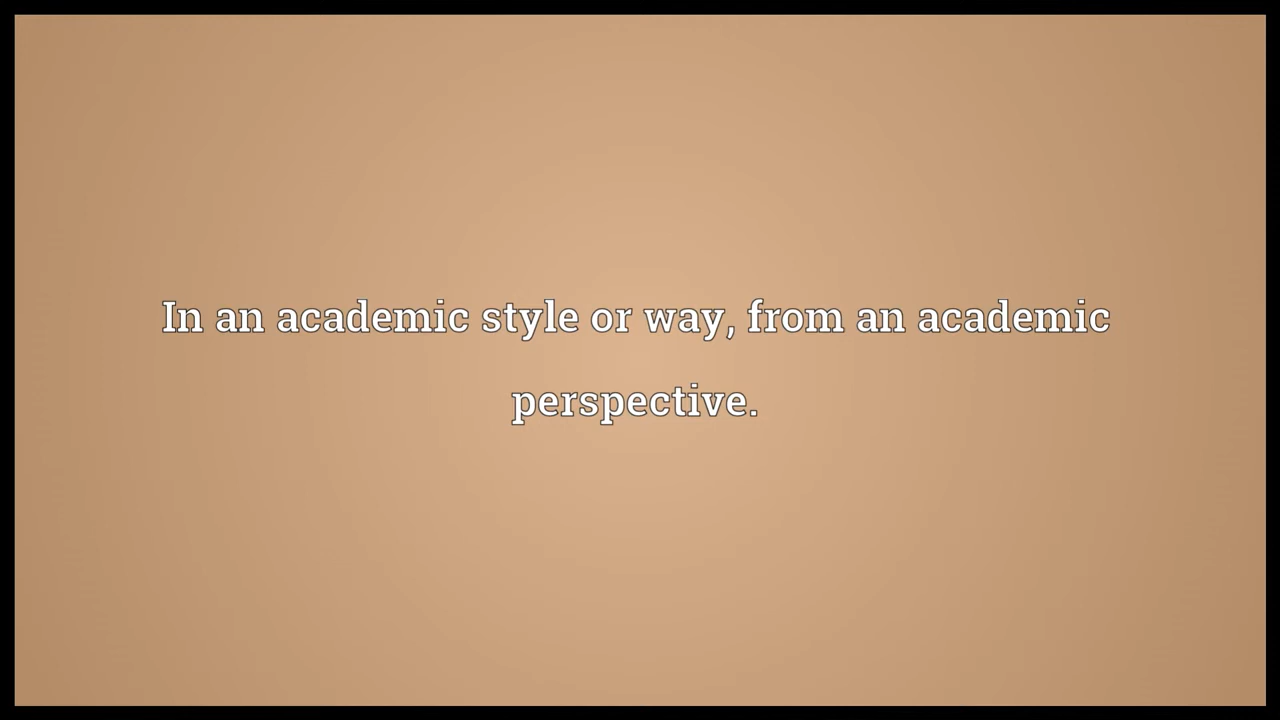 In an academic style or way, from an academic
perspective.